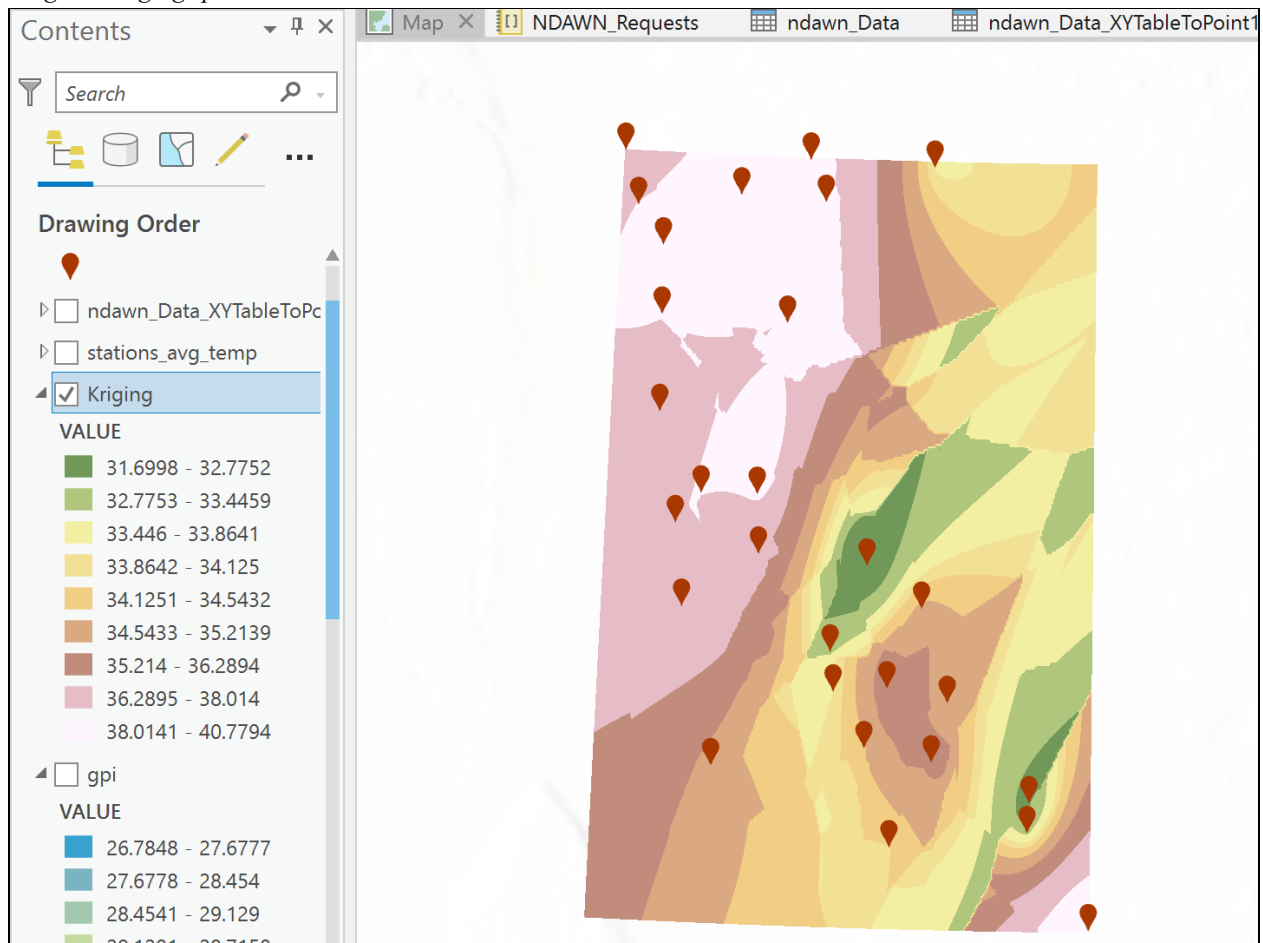 Contents
Map
NDAWN_Requests
ndawn_Data
ndawn_Data_XYTableToPoint1
Search
Drawing Order
ndawn_Data_XYTableToPo
stations_avg_temp
Kriging
VALUE
31.6998 - 32.7752
32.7753 - 33.4459
33.446 - 33.8641
33.8642 - 34.125
34.1251 - 34.5432
34.5433 - 35.2139
35.214 - 36.2894
36.2895 - 38.014
38.0141 - 40.7794
gpi
VALUE
26.7848 - 27.6777
27.6778 - 28.454
28.4541 - 29.129